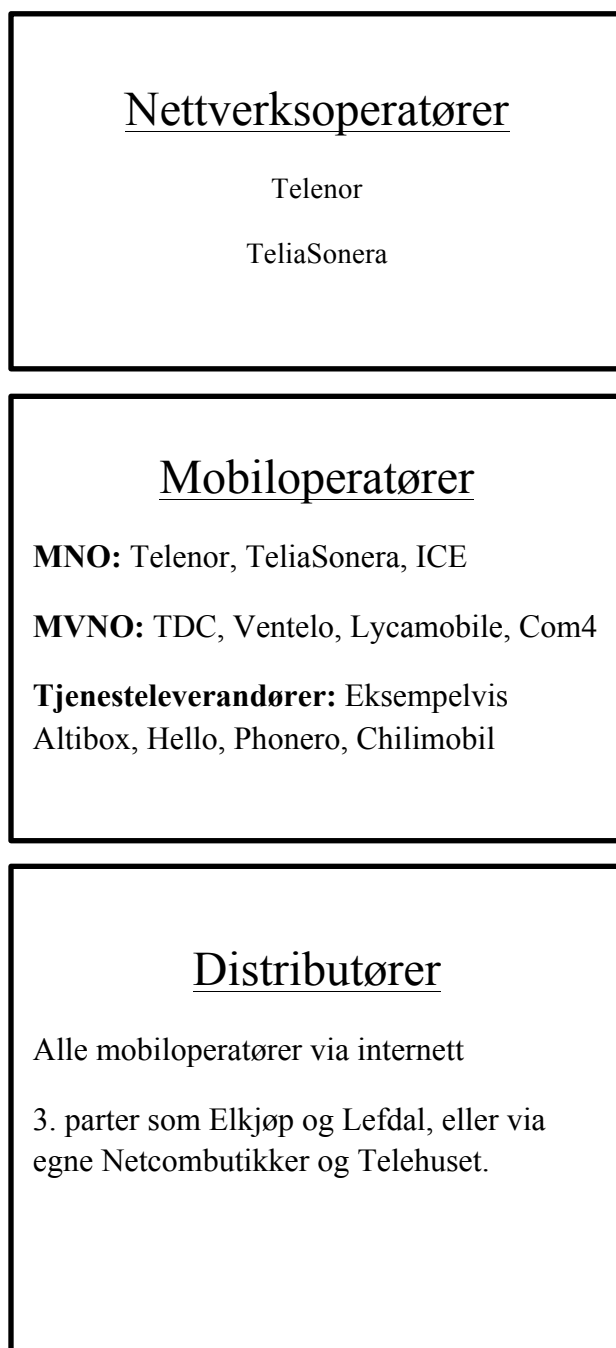 Nettverksoperatører
Telenor
TeliaSonera
Mobiloperatører
MNO: Telenor, TeliaSonera, ICE
MVNO: TDC, Ventelo, Lycamobile, Com4
Tjenesteleverandører: Eksempelvis
Altibox, Hello, Phonero, Chilimobil
Distributører
Alle mobiloperatører via internett
3. parter som Elkjøp og Lefdal, eller via
egne Netcombutikker og Telehuset.